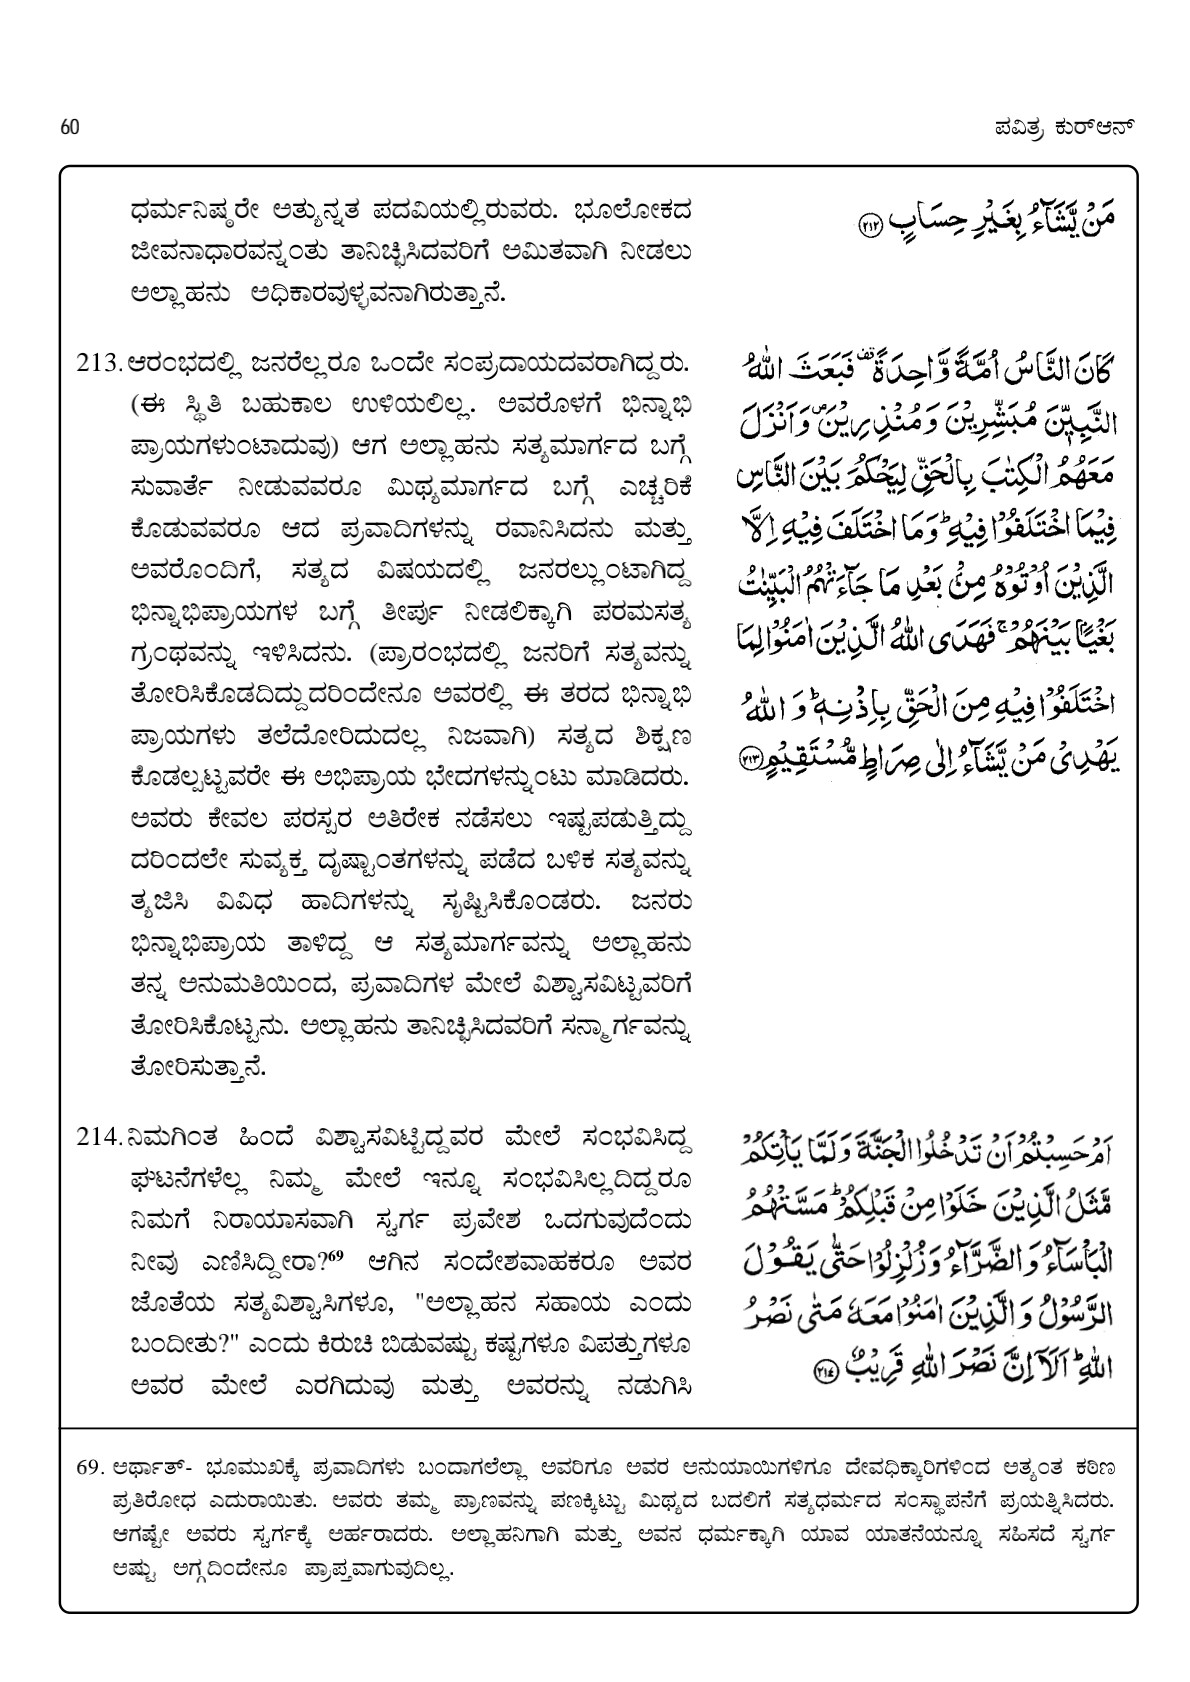 60
ಪವಿತ್ರ ಕುರ್‌ಆನ್
ಧರ್ಮನಿಷ್ಠರೇ ಅತ್ಯುನ್ನತ ಪದವಿಯಲ್ಲಿರುವರು. ಭೂಲೋಕದ
ಜೀವನಾಧಾರವನ್ನಂತು ತಾನಿಚ್ಛಿಸಿದವರಿಗೆ ಅಮಿತವಾಗಿ ನೀಡಲು
ಅಲ್ಲಾಹನು ಅಧಿಕಾರವುಳ್ಳವನಾಗಿರುತ್ತಾನೆ.
مَنْ يَّشَآءُ بِغَيْرِ حِسَابٍ ﴿٢١٢﴾
213. ಆರಂಭದಲ್ಲಿ ಜನರೆಲ್ಲರೂ ಒಂದೇ ಸಂಪ್ರದಾಯದವರಾಗಿದ್ದರು.
(ಈ ಸ್ಥಿತಿ ಬಹುಕಾಲ ಉಳಿಯಲಿಲ್ಲ. ಅವರೊಳಗೆ ಭಿನ್ನಾಭಿ
ಪ್ರಾಯಗಳುಂಟಾದುವು) ಆಗ ಅಲ್ಲಾಹನು ಸತ್ಯಮಾರ್ಗದ ಬಗ್ಗೆ
ಸುವಾರ್ತೆ ನೀಡುವವರೂ ಮಿಥ್ಯಮಾರ್ಗದ ಬಗ್ಗೆ ಎಚ್ಚರಿಕೆ
ಕೊಡುವವರೂ ಆದ ಪ್ರವಾದಿಗಳನ್ನು ರವಾನಿಸಿದನು ಮತ್ತು
ಅವರೊಂದಿಗೆ, ಸತ್ಯದ ವಿಷಯದಲ್ಲಿ ಜನರಲ್ಲುಂಟಾಗಿದ್ದ
ಭಿನ್ನಾಭಿಪ್ರಾಯಗಳ ಬಗ್ಗೆ ತೀರ್ಪು ನೀಡಲಿಕ್ಕಾಗಿ ಪರಮಸತ್ಯ
ಗ್ರಂಥವನ್ನು ಇಳಿಸಿದನು. (ಪ್ರಾರಂಭದಲ್ಲಿ ಜನರಿಗೆ ಸತ್ಯವನ್ನು
ತೋರಿಸಿಕೊಡದಿದ್ದುದರಿಂದೇನೂ ಅವರಲ್ಲಿ ಈ ತರದ ಭಿನ್ನಾಭಿ
ಪ್ರಾಯಗಳು ತಲೆದೋರಿದುದಲ್ಲ ನಿಜವಾಗಿ) ಸತ್ಯದ ಶಿಕ್ಷಣ
ಕೊಡಲ್ಪಟ್ಟವರೇ ಈ ಅಭಿಪ್ರಾಯ ಭೇದಗಳನ್ನುಂಟು ಮಾಡಿದರು.
ಅವರು ಕೇವಲ ಪರಸ್ಪರ ಅತಿರೇಕ ನಡೆಸಲು ಇಷ್ಟಪಡುತ್ತಿದ್ದು
ದರಿಂದಲೇ ಸುವ್ಯಕ್ತ ದೃಷ್ಟಾಂತಗಳನ್ನು ಪಡೆದ ಬಳಿಕ ಸತ್ಯವನ್ನು
ತ್ಯಜಿಸಿ ವಿವಿಧ ಹಾದಿಗಳನ್ನು ಸೃಷ್ಟಿಸಿಕೊಂಡರು. ಜನರು
ಭಿನ್ನಾಭಿಪ್ರಾಯ ತಾಳಿದ್ದ ಆ ಸತ್ಯಮಾರ್ಗವನ್ನು ಅಲ್ಲಾಹನು
ತನ್ನ ಅನುಮತಿಯಿಂದ, ಪ್ರವಾದಿಗಳ ಮೇಲೆ ವಿಶ್ವಾಸವಿಟ್ಟವರಿಗೆ
ತೋರಿಸಿಕೊಟ್ಟನು. ಅಲ್ಲಾಹನು ತಾನಿಚ್ಛಿಸಿದವರಿಗೆ ಸನ್ಮಾರ್ಗವನ್ನು
ತೋರಿಸುತ್ತಾನೆ.
كَانَ النَّاسُ اُمَّةً وَّاحِدَةً ۟ فَبَعَثَ اللّٰهُ
النَّبِيّٖنَ مُبَشِّرِيْنَ وَمُنْذِرِيْنَ ۪ وَاَنْزَلَ
مَعَهُمُ الْكِتٰبَ بِالْحَقِّ لِيَحْكُمَ بَيْنَ النَّاسِ
فِيْمَا اخْتَلَفُوْا فِيْهِ ؕ وَمَا اخْتَلَفَ فِيْهِ اِلَّا
الَّذِيْنَ اُوْتُوْهُ مِنْۢ بَعْدِ مَا جَآءَتْهُمُ الْبَيِّنٰتُ
بَغْيًۢا بَيْنَهُمْ ۚ فَهَدَى اللّٰهُ الَّذِيْنَ اٰمَنُوْا لِمَا
اخْتَلَفُوْا فِيْهِ مِنَ الْحَقِّ بِاِذْنِهٖ ؕ وَاللّٰهُ
يَهْدِيْ مَنْ يَّشَآءُ اِلٰى صِرَاطٍ مُّسْتَقِيْمٍ ﴿٢١٣﴾
214. ನಿಮಗಿಂತ ಹಿಂದೆ ವಿಶ್ವಾಸವಿಟ್ಟಿದ್ದವರ ಮೇಲೆ ಸಂಭವಿಸಿದ್ದ
ಘಟನೆಗಳೆಲ್ಲ ನಿಮ್ಮ ಮೇಲೆ ಇನ್ನೂ ಸಂಭವಿಸಿಲ್ಲದಿದ್ದರೂ
ನಿಮಗೆ ನಿರಾಯಾಸವಾಗಿ ಸ್ವರ್ಗ ಪ್ರವೇಶ ಒದಗುವುದೆಂದು
ನೀವು ಎಣಿಸಿದ್ದೀರಾ?⁶⁹ ಆಗಿನ ಸಂದೇಶವಾಹಕರೂ ಅವರ
ಜೊತೆಯ ಸತ್ಯವಿಶ್ವಾಸಿಗಳೂ, "ಅಲ್ಲಾಹನ ಸಹಾಯ ಎಂದು
ಬಂದೀತು?" ಎಂದು ಕಿರುಚಿ ಬಿಡುವಷ್ಟು ಕಷ್ಟಗಳೂ ವಿಪತ್ತುಗಳೂ
ಅವರ ಮೇಲೆ ಎರಗಿದುವು ಮತ್ತು ಅವರನ್ನು ನಡುಗಿಸಿ
اَمْ حَسِبْتُمْ اَنْ تَدْخُلُوا الْجَنَّةَ وَلَمَّا يَاْتِكُمْ
مَّثَلُ الَّذِيْنَ خَلَوْا مِنْ قَبْلِكُمْ ؕ مَسَّتْهُمُ
الْبَاْسَآءُ وَالضَّرَّآءُ وَزُلْزِلُوْا حَتّٰى يَقُوْلَ
الرَّسُوْلُ وَالَّذِيْنَ اٰمَنُوْا مَعَهٗ مَتٰى نَصْرُ
اللّٰهِ ؕ اَلَاۤ اِنَّ نَصْرَ اللّٰهِ قَرِيْبٌ ﴿٢١٤﴾
69. ಅರ್ಥಾತ್- ಭೂಮುಖಕ್ಕೆ ಪ್ರವಾದಿಗಳು ಬಂದಾಗಲೆಲ್ಲಾ ಅವರಿಗೂ ಅವರ ಅನುಯಾಯಿಗಳಿಗೂ ದೇವಧಿಕ್ಕಾರಿಗಳಿಂದ ಅತ್ಯಂತ ಕಠಿಣ
ಪ್ರತಿರೋಧ ಎದುರಾಯಿತು. ಅವರು ತಮ್ಮ ಪ್ರಾಣವನ್ನು ಪಣಕ್ಕಿಟ್ಟು ಮಿಥ್ಯದ ಬದಲಿಗೆ ಸತ್ಯಧರ್ಮದ ಸಂಸ್ಥಾಪನೆಗೆ ಪ್ರಯತ್ನಿಸಿದರು.
ಆಗಷ್ಟೇ ಅವರು ಸ್ವರ್ಗಕ್ಕೆ ಅರ್ಹರಾದರು. ಅಲ್ಲಾಹನಿಗಾಗಿ ಮತ್ತು ಅವನ ಧರ್ಮಕ್ಕಾಗಿ ಯಾವ ಯಾತನೆಯನ್ನೂ ಸಹಿಸದೆ ಸ್ವರ್ಗ
ಅಷ್ಟು ಅಗ್ಗದಿಂದೇನೂ ಪ್ರಾಪ್ತವಾಗುವುದಿಲ್ಲ.